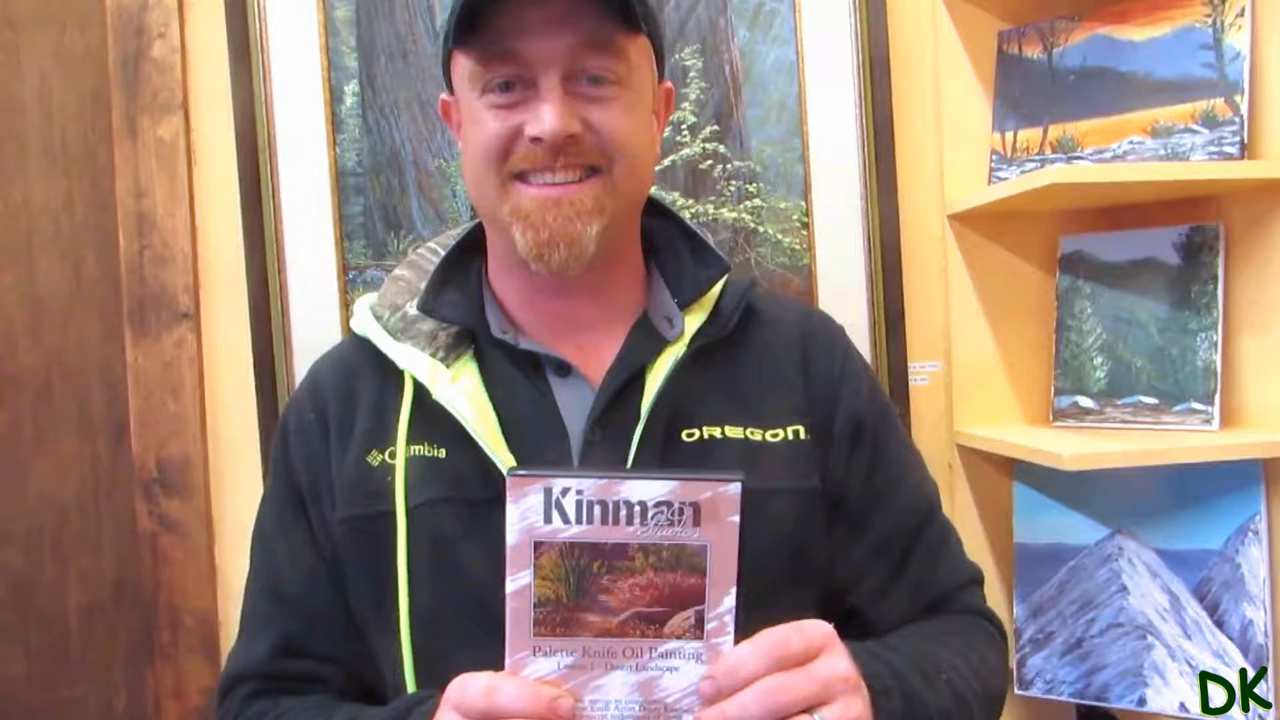 Columbia
OREGON
Kinman
Studios
Palette Knife Oil Painting
Lesson 1 - Desert Landscape
DK